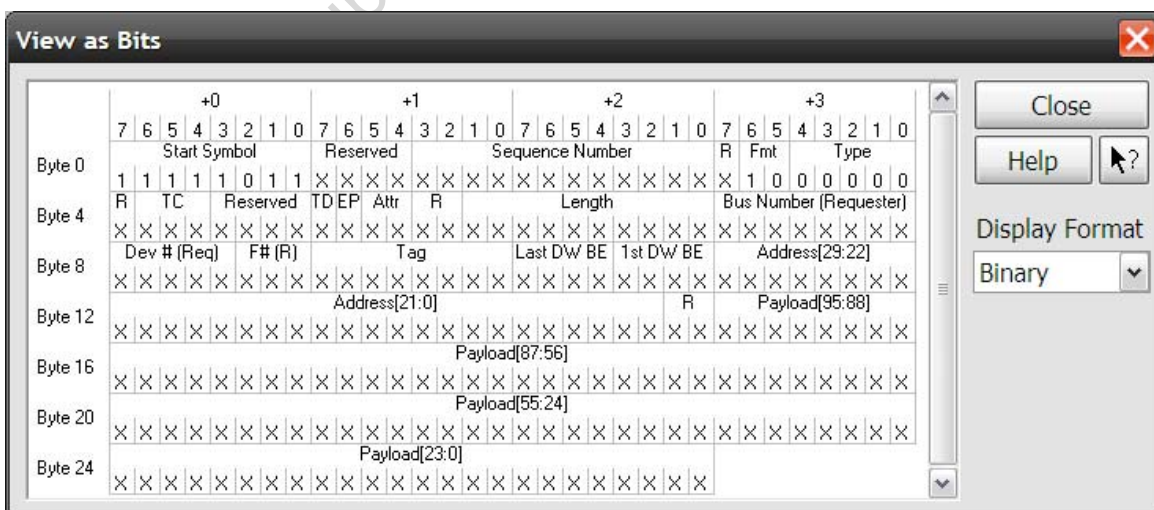 View as Bits
+0 +1 +2 +3
7 6 5 4 3 2 1 0 7 6 5 4 3 2 1 0 7 6 5 4 3 2 1 0 7 6 5 4 3 2 1 0
Byte 0 Start Symbol Reserved Sequence Number R Fmt Type
1 1 1 1 1 0 1 1 X X X X X X X X X X X X X X X X X 1 0 0 0 0 0 0
Byte 4 R TC Reserved TD EP Attr R Length Bus Number (Requester)
X X X X X X X X X X X X X X X X X X X X X X X X X X X X X X X X
Byte 8 Dev # (Req) F# (R) Tag Last DW BE 1st DW BE Address[29:22]
X X X X X X X X X X X X X X X X X X X X X X X X X X X X X X X X
Byte 12 Address[21:0] R Payload[95:88]
X X X X X X X X X X X X X X X X X X X X X X X X X X X X X X X X
Byte 16 Payload[87:56]
X X X X X X X X X X X X X X X X X X X X X X X X X X X X X X X X
Byte 20 Payload[55:24]
X X X X X X X X X X X X X X X X X X X X X X X X X X X X X X X X
Byte 24 Payload[23:0]
X X X X X X X X X X X X X X X X X X X X X X X X
Close
Help ?
Display Format
Binary